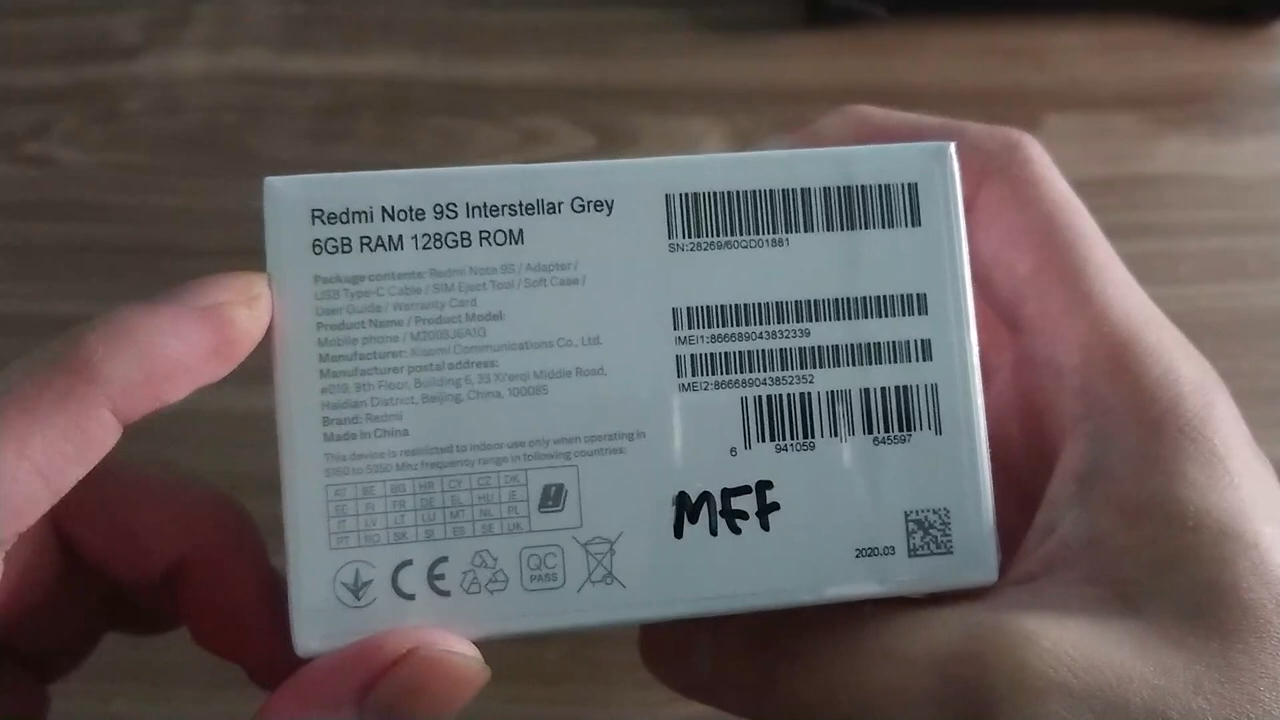 Redmi Note 9S Interstellar Grey
6GB RAM 128GB ROM
Package contents: Redmi Note 9S / Adapter /
USB Type-C Cable / SIM Eject Tool / Soft Case /
User Guide / Warranty Card
Product Name / Product Model:
Mobile phone / M2003J6A1G
Manufacturer: Xiaomi Communications Co., Ltd.
Manufacturer postal address:
#019, 9th Floor, Building 6, 33 Xi'erqi Middle Road,
Haidian District, Beijing, China, 100085
Brand: Redmi
Made in China
This device is restricted to indoor use only when operating in
5150 to 5350 Mhz frequency range in following countries:
AT BE BG HR CY CZ DK
EE FI FR DE EL HU IE
IT LV LT LU MT NL PL
PT RO SK SI ES SE UK
CE
QC
PASS
SN:28269/60QD01881
IMEI1:866689043832339
IMEI2:866689043852352
6 941059 645597
MFF
2020.03